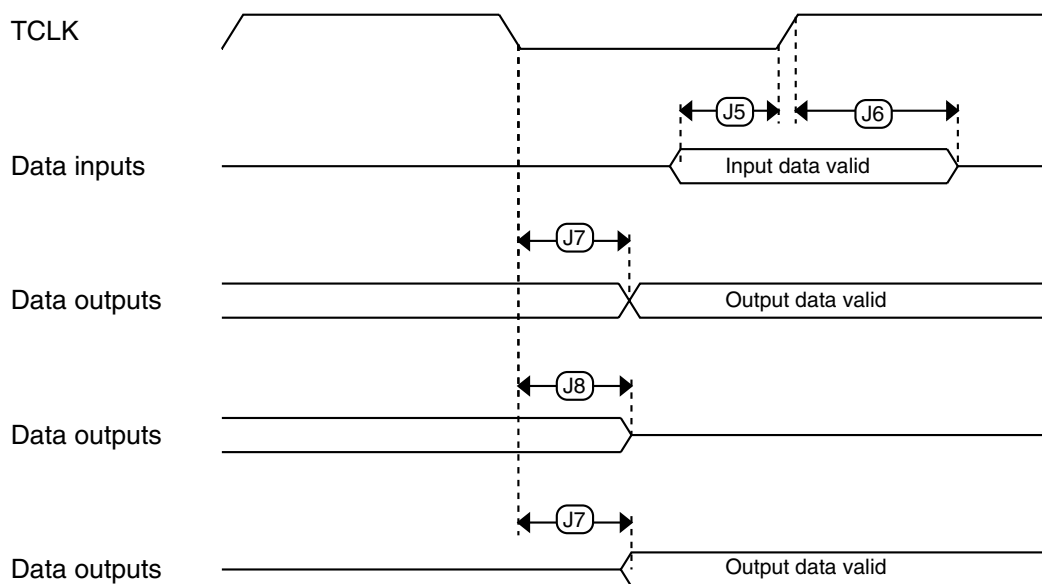 TCLK
J5
J6
Data inputs
Input data valid
J7
Data outputs
Output data valid
J8
Data outputs
J7
Data outputs
Output data valid